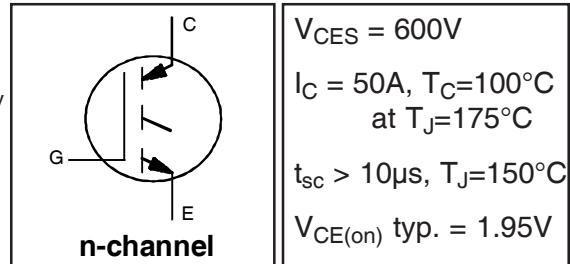 C
G
E
n-channel
V_CES = 600V
I_C = 50A, T_C=100°C
at T_J=175°C
t_sc > 10µs, T_J=150°C
V_CE(on) typ. = 1.95V